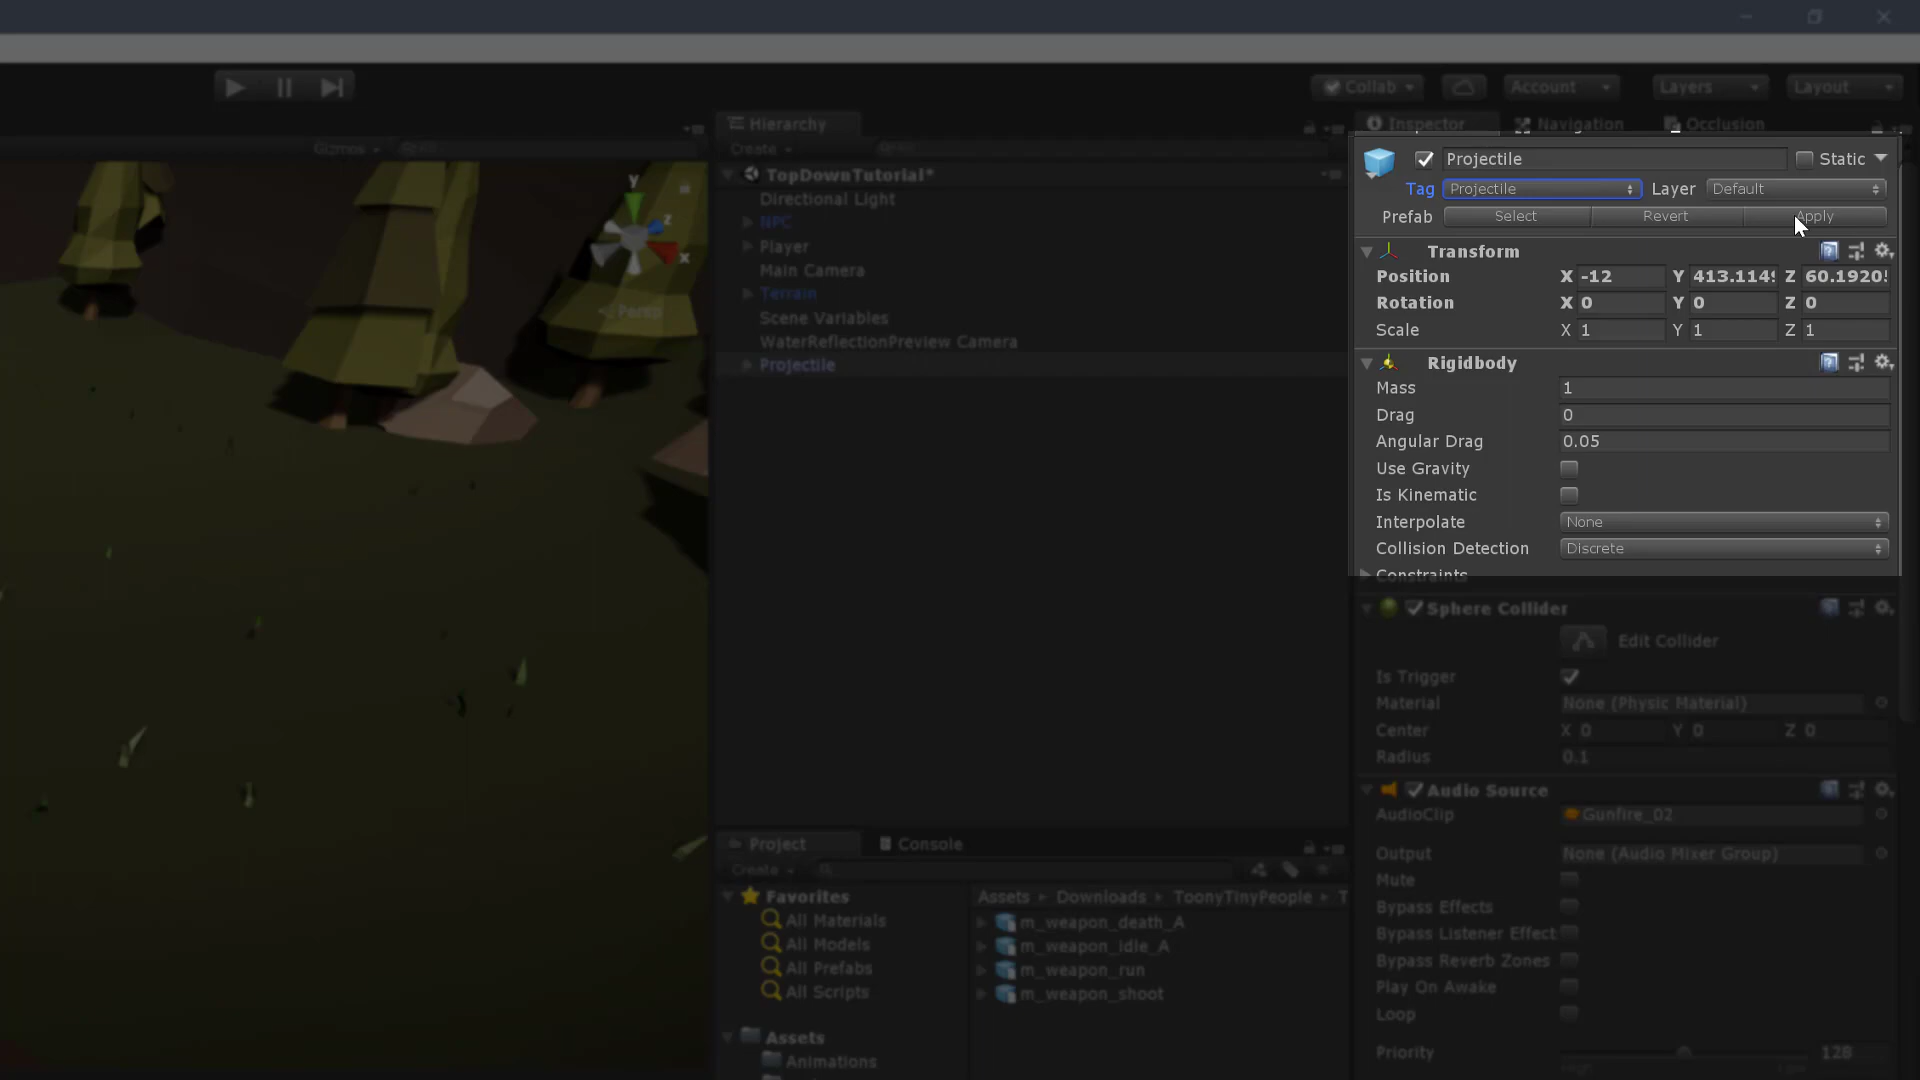 Collab
Account
Layers
Layout
Gizmos
Hierarchy
Inspector
Navigation
Occlusion
Create
TopDownTutorial*
Directional Light
NPC
Player
Main Camera
Terrain
Scene Variables
WaterReflectionPreview Camera
Projectile
y
z
x
Persp
Projectile
Static
Tag
Projectile
Layer
Default
Prefab
Select
Revert
Apply
Transform
Position X -12 Y 413.1149 Z 60.1920
Rotation X 0 Y 0 Z 0
Scale X 1 Y 1 Z 1
Rigidbody
Mass 1
Drag 0
Angular Drag 0.05
Use Gravity
Is Kinematic
Interpolate None
Collision Detection Discrete
Constraints
Sphere Collider
Edit Collider
Is Trigger
Material None (Physic Material)
Center X 0 Y 0 Z 0
Radius 0.1
Audio Source
AudioClip Gunfire_02
Output None (Audio Mixer Group)
Mute
Bypass Effects
Bypass Listener Effect
Bypass Reverb Zones
Play On Awake
Loop
Priority 128
Project
Console
Create
Favorites
All Materials
All Models
All Prefabs
All Scripts
Assets
Animations
Assets Downloads ToonyTinyPeople T
m_weapon_death_A
m_weapon_idle_A
m_weapon_run
m_weapon_shoot